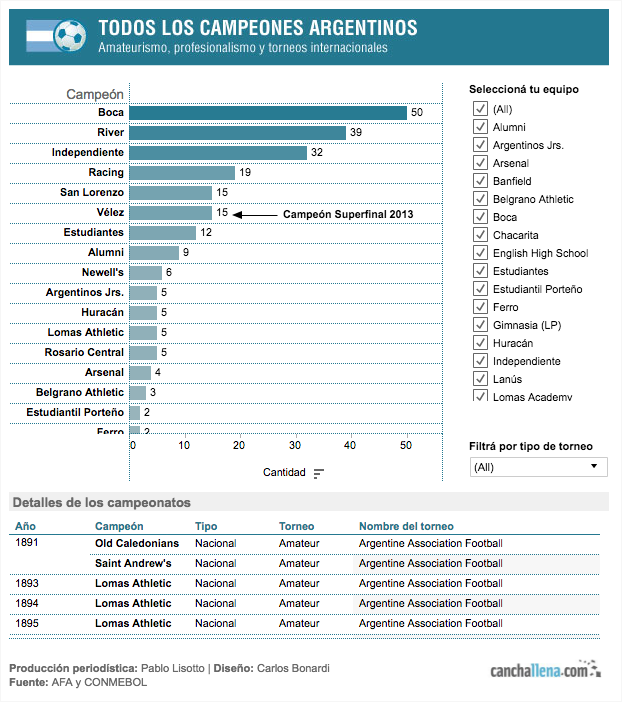 TODOS LOS CAMPEONES ARGENTINOS
Amateurismo, profesionalismo y torneos internacionales
Campeón
Boca 50
River 39
Independiente 32
Racing 19
San Lorenzo 15
Vélez 15 Campeón Superfinal 2013
Estudiantes 12
Alumni 9
Newell's 6
Argentinos Jrs. 5
Huracán 5
Lomas Athletic 5
Rosario Central 5
Arsenal 4
Belgrano Athletic 3
Estudiantil Porteño 2
Ferro 2
0 10 20 30 40 50
Cantidad
Seleccioná tu equipo
(All)
Alumni
Argentinos Jrs.
Arsenal
Banfield
Belgrano Athletic
Boca
Chacarita
English High School
Estudiantes
Estudiantil Porteño
Ferro
Gimnasia (LP)
Huracán
Independiente
Lanús
Lomas Academy
Filtrá por tipo de torneo
(All)
Detalles de los campeonatos
Año Campeón Tipo Torneo Nombre del torneo
1891 Old Caledonians Nacional Amateur Argentine Association Football
Saint Andrew's Nacional Amateur Argentine Association Football
1893 Lomas Athletic Nacional Amateur Argentine Association Football
1894 Lomas Athletic Nacional Amateur Argentine Association Football
1895 Lomas Athletic Nacional Amateur Argentine Association Football
Producción periodística: Pablo Lisotto | Diseño: Carlos Bonardi
Fuente: AFA y CONMEBOL
canchallena.com